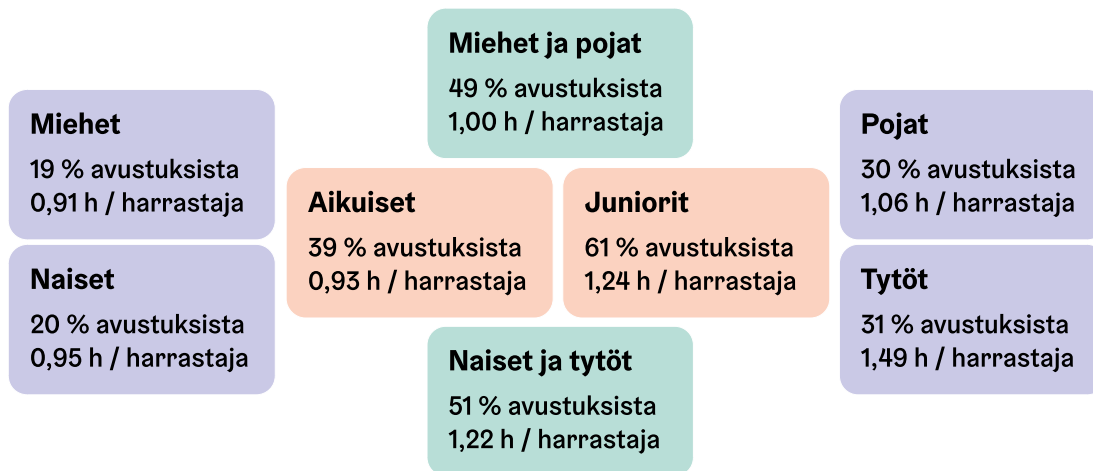 Miehet ja pojat
49 % avustuksista
1,00 h / harrastaja
Miehet
19 % avustuksista
0,91 h / harrastaja
Naiset
20 % avustuksista
0,95 h / harrastaja
Aikuiset
39 % avustuksista
0,93 h / harrastaja
Juniorit
61 % avustuksista
1,24 h / harrastaja
Pojat
30 % avustuksista
1,06 h / harrastaja
Tytöt
31 % avustuksista
1,49 h / harrastaja
Naiset ja tytöt
51 % avustuksista
1,22 h / harrastaja